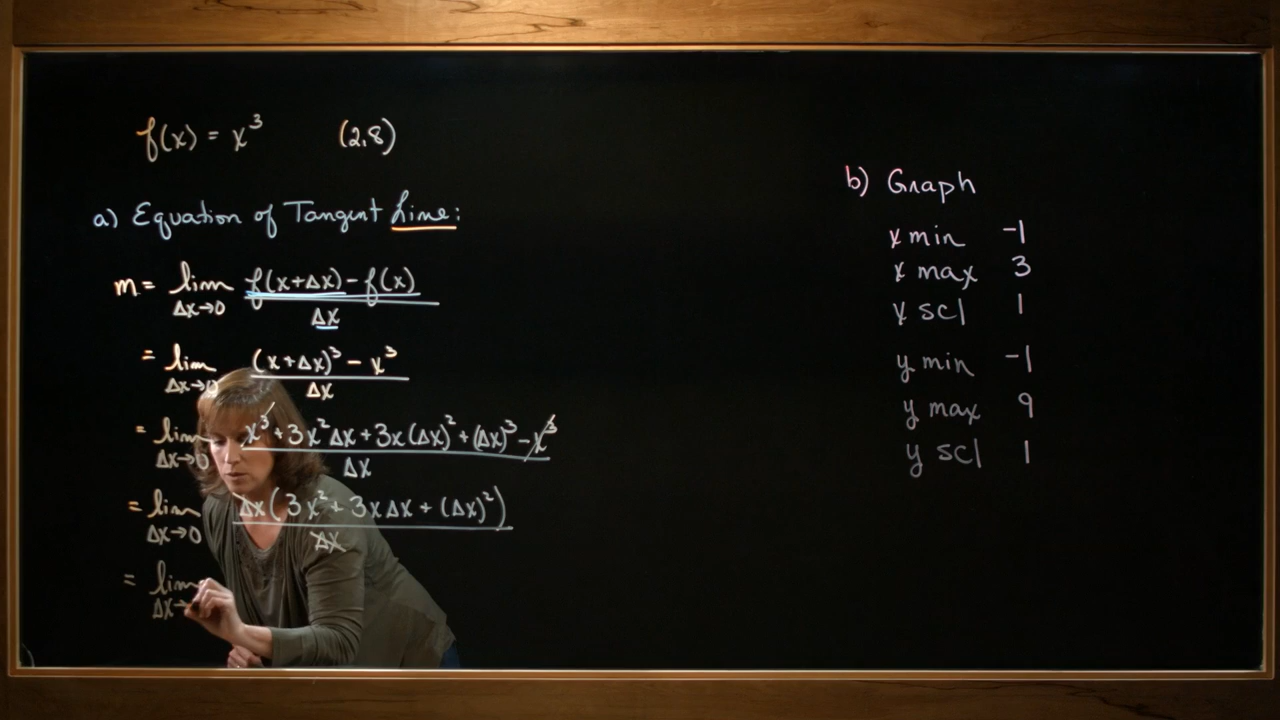 f(x) = x³ (2,8)
a) Equation of Tangent Line:
m = lim Δx→0 f(x+Δx) - f(x) / Δx
= lim Δx→0 (x+Δx)³ - x³ / Δx
= lim Δx→0 x³ + 3x²Δx + 3x(Δx)² + (Δx)³ - x³ / Δx
= lim Δx→0 Δx(3x² + 3xΔx + (Δx)²) / Δx
= lim Δx→
b) Graph
x min -1
x max 3
x scl 1
y min -1
y max 9
y scl 1